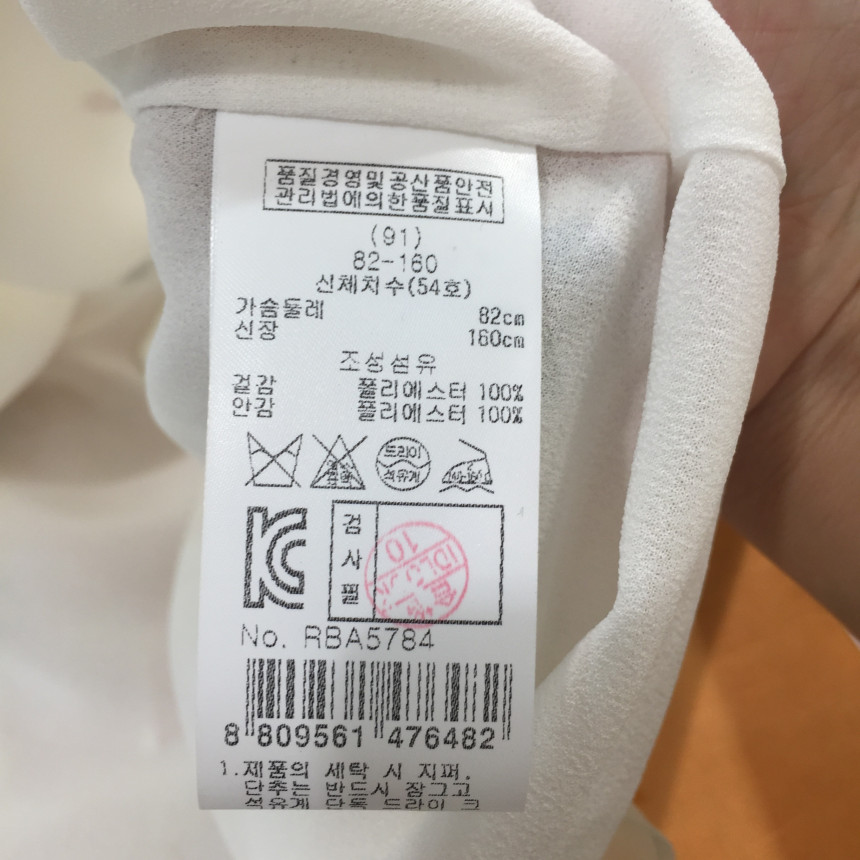 품질경영및공산품안전
관리법에의한품질표시
(91)
82-160
신체치수(54호)
가슴둘레 82cm
신장 160cm
조성섬유
겉감 폴리에스터 100%
안감 폴리에스터 100%
드라이
석유계
KC
검
사
필
10
No. RBA5784
8 809561 476482
1.제품의 세탁 시 지퍼.
단추는 반드시 잠그고
석유계 단독 드라이 크